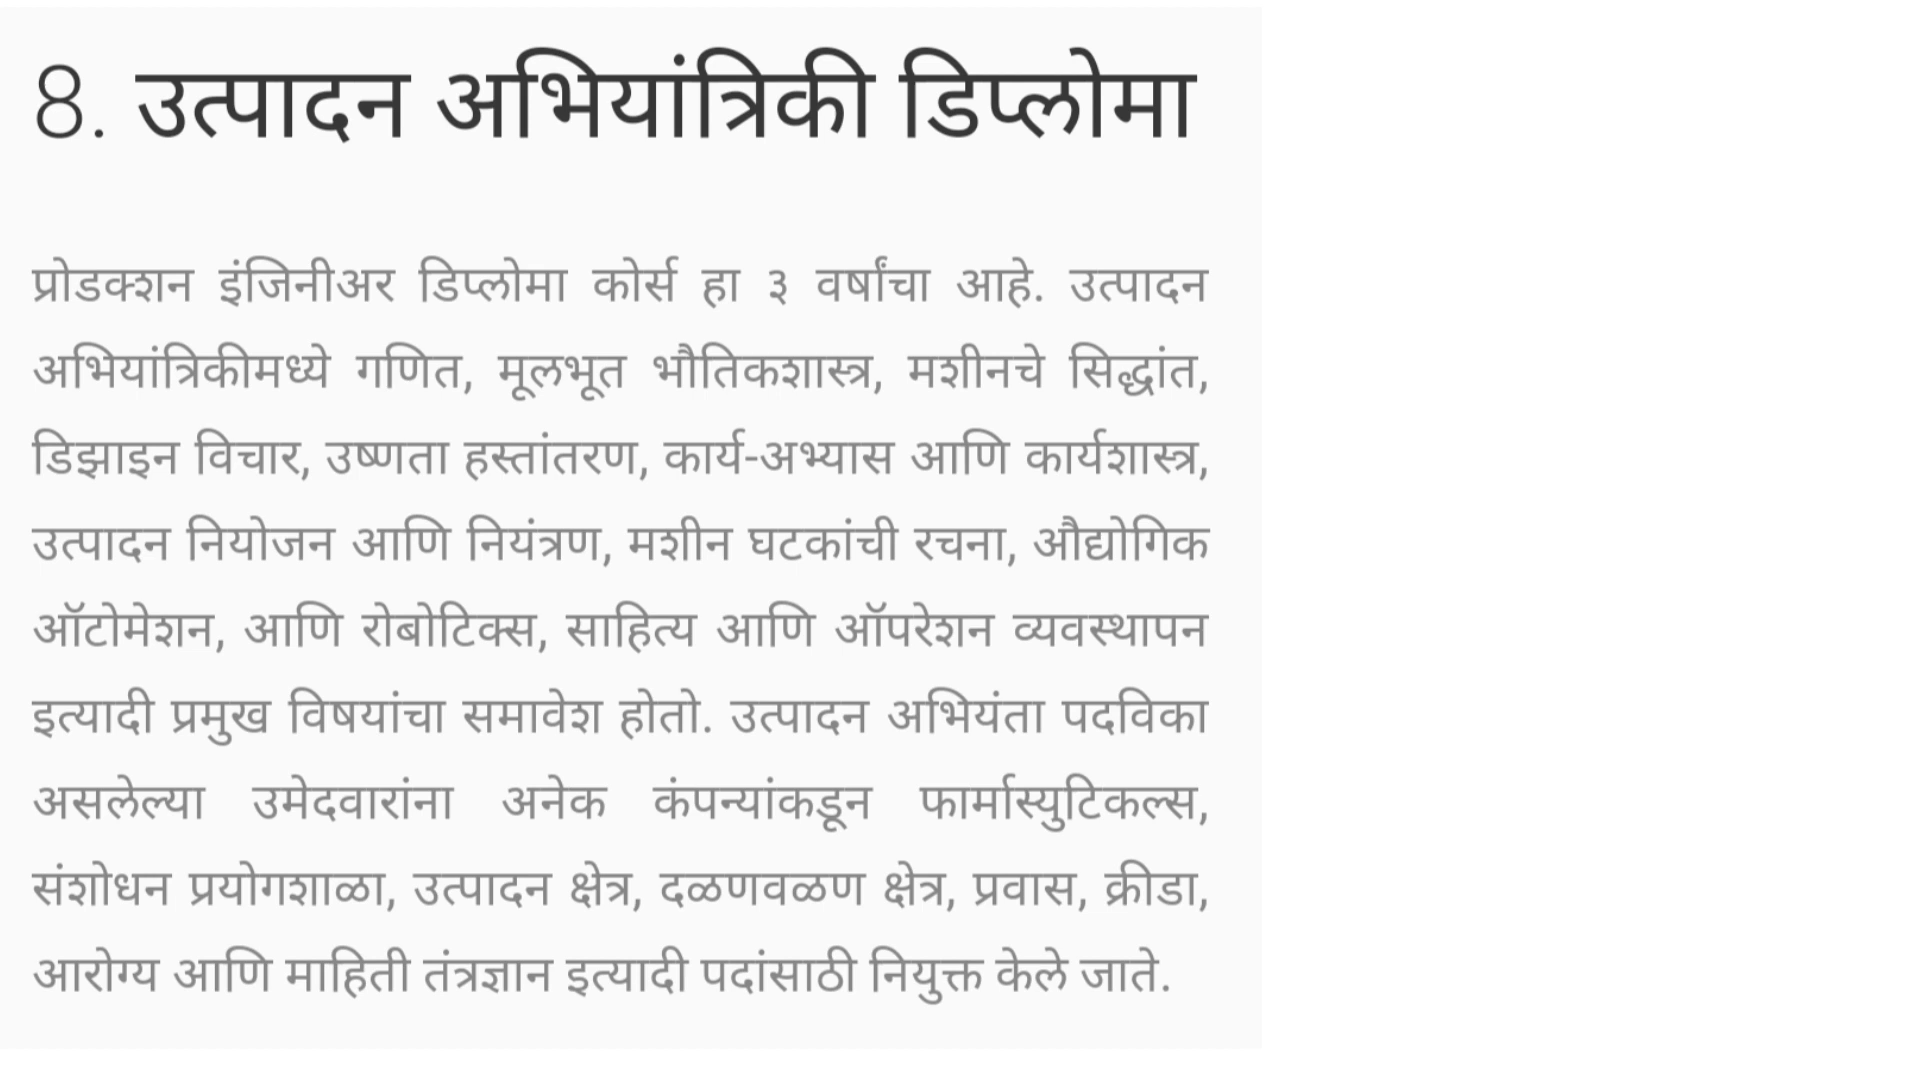 8. उत्पादन अभियांत्रिकी डिप्लोमा
प्रोडक्शन इंजिनीअर डिप्लोमा कोर्स हा ३ वर्षांचा आहे. उत्पादन
अभियांत्रिकीमध्ये गणित, मूलभूत भौतिकशास्त्र, मशीनचे सिद्धांत,
डिझाइन विचार, उष्णता हस्तांतरण, कार्य-अभ्यास आणि कार्यशास्त्र,
उत्पादन नियोजन आणि नियंत्रण, मशीन घटकांची रचना, औद्योगिक
ऑटोमेशन, आणि रोबोटिक्स, साहित्य आणि ऑपरेशन व्यवस्थापन
इत्यादी प्रमुख विषयांचा समावेश होतो. उत्पादन अभियंता पदविका
असलेल्या उमेदवारांना अनेक कंपन्यांकडून फार्मास्युटिकल्स,
संशोधन प्रयोगशाळा, उत्पादन क्षेत्र, दळणवळण क्षेत्र, प्रवास, क्रीडा,
आरोग्य आणि माहिती तंत्रज्ञान इत्यादी पदांसाठी नियुक्त केले जाते.